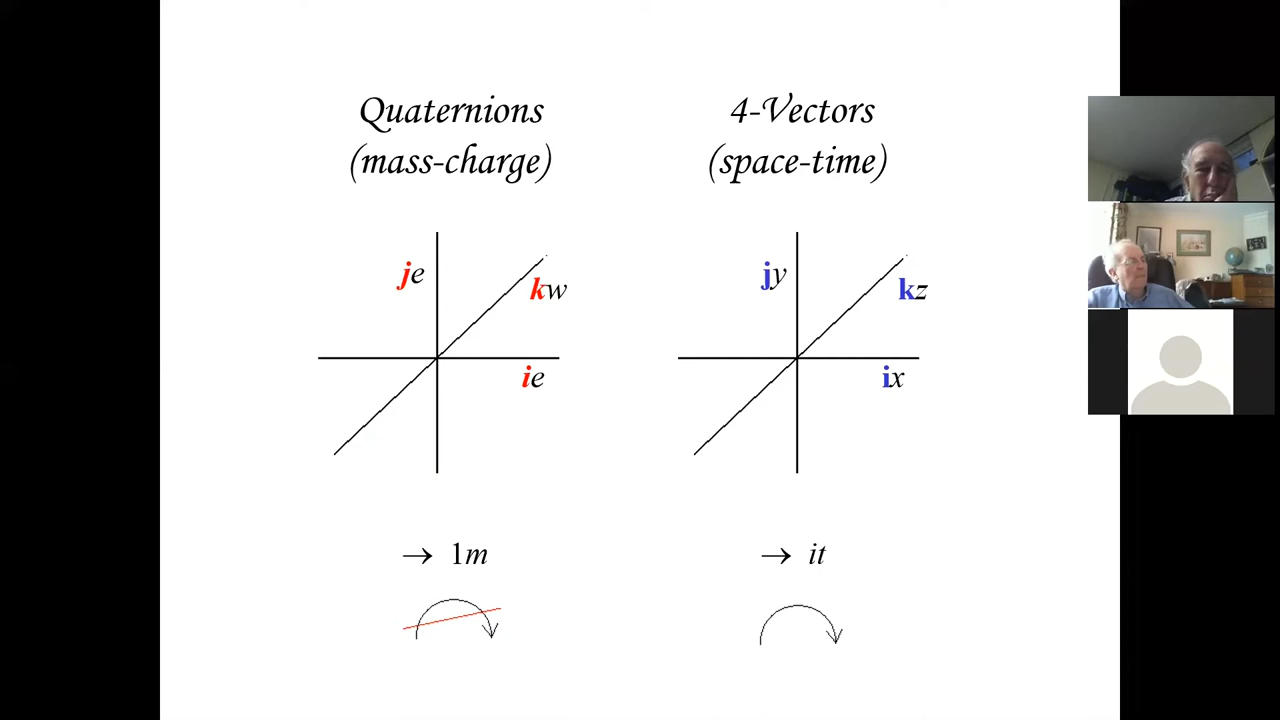 Quaternions
(mass-charge)
je
kw
ie
→ 1m
4-Vectors
(space-time)
jy
kz
ix
→ it